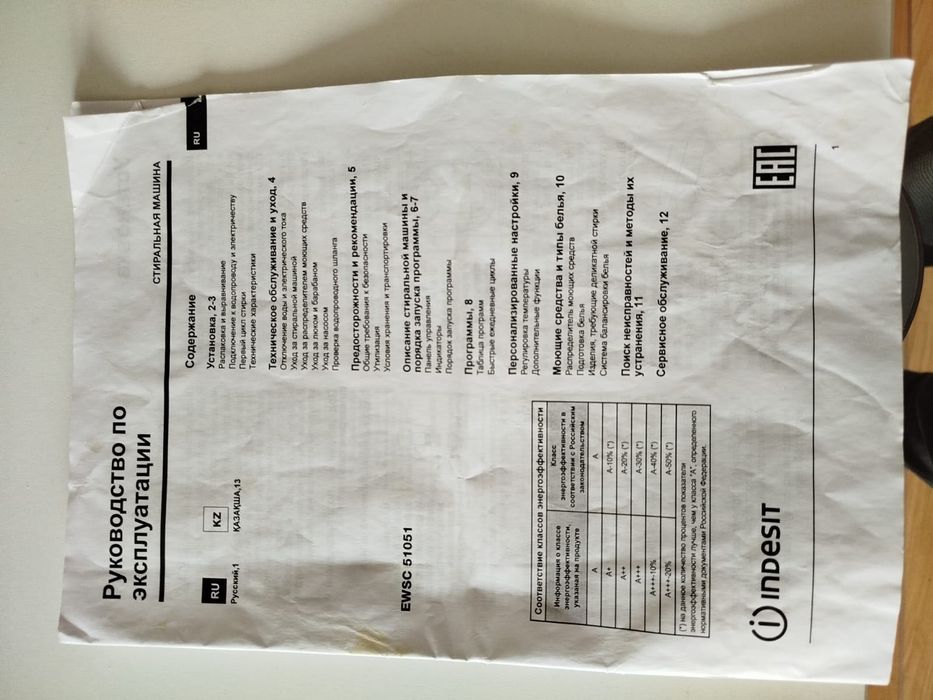 Руководство по
эксплуатации
СТИРАЛЬНАЯ МАШИНА
RU
RU
Русский,1
KZ
ҚАЗАҚША,13
EWSC 51051
Содержание
Установка, 2-3
Распаковка и выравнивание
Подключение к водопроводу и электричеству
Первый цикл стирки
Технические характеристики
Техническое обслуживание и уход, 4
Отключение воды и электрического тока
Уход за стиральной машиной
Уход за распределителем моющих средств
Уход за люком и барабаном
Уход за насосом
Проверка водопроводного шланга
Предосторожности и рекомендации, 5
Общие требования к безопасности
Утилизация
Условия хранения и транспортировки
Описание стиральной машины и
порядка запуска программы, 6-7
Панель управления
Индикаторы
Порядок запуска программы
Программы, 8
Таблица программ
Быстрые ежедневные циклы
Персонализированные настройки, 9
Регулировка температуры
Дополнительные функции
Моющие средства и типы белья, 10
Распределитель моющих средств
Подготовка белья
Изделия, требующие деликатной стирки
Система балансировки белья
Поиск неисправностей и методы их
устранения, 11
Сервисное обслуживание, 12
Соответствие классов энергоэффективности
Информация о классе
энергоэффективности,
указаная на продукте
Класс
энергоэффективности в
соответствии с Российским
законодательством
A A
A+ A-10% (*)
A++ A-20% (*)
A+++ A-30% (*)
A+++-10% A-40% (*)
A+++-20% A-50% (*)
(*) на данное количество процентов показатели
энергоэффективности лучше, чем у класса "А", определенного
нормативными документами Российской Федерации.
INDESIT
EAC
1